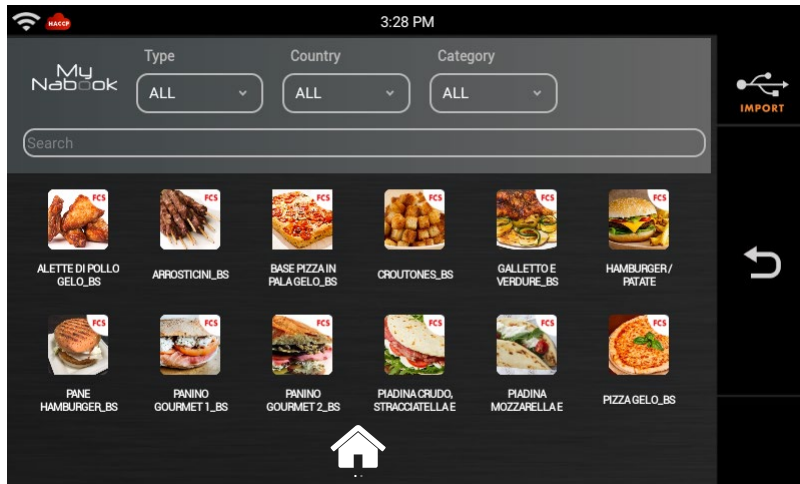 HACCP
3:28 PM
My
Nabook
Type
Country
Category
ALL
ALL
ALL
IMPORT
Search
FCS
FCS
FCS
FCS
FCS
FCS
ALETTE DI POLLO
GELO_BS
ARROSTICINI_BS
BASE PIZZA IN
PALA GELO_BS
CROUTONES_BS
GALLETTO E
VERDURE_BS
HAMBURGER /
PATATE
FCS
FCS
FCS
FCS
FCS
FCS
PANE
HAMBURGER_BS
PANINO
GOURMET 1_BS
PANINO
GOURMET 2_BS
PIADINA CRUDO,
STRACCIATELLA E
PIADINA
MOZZARELLA E
PIZZA GELO_BS